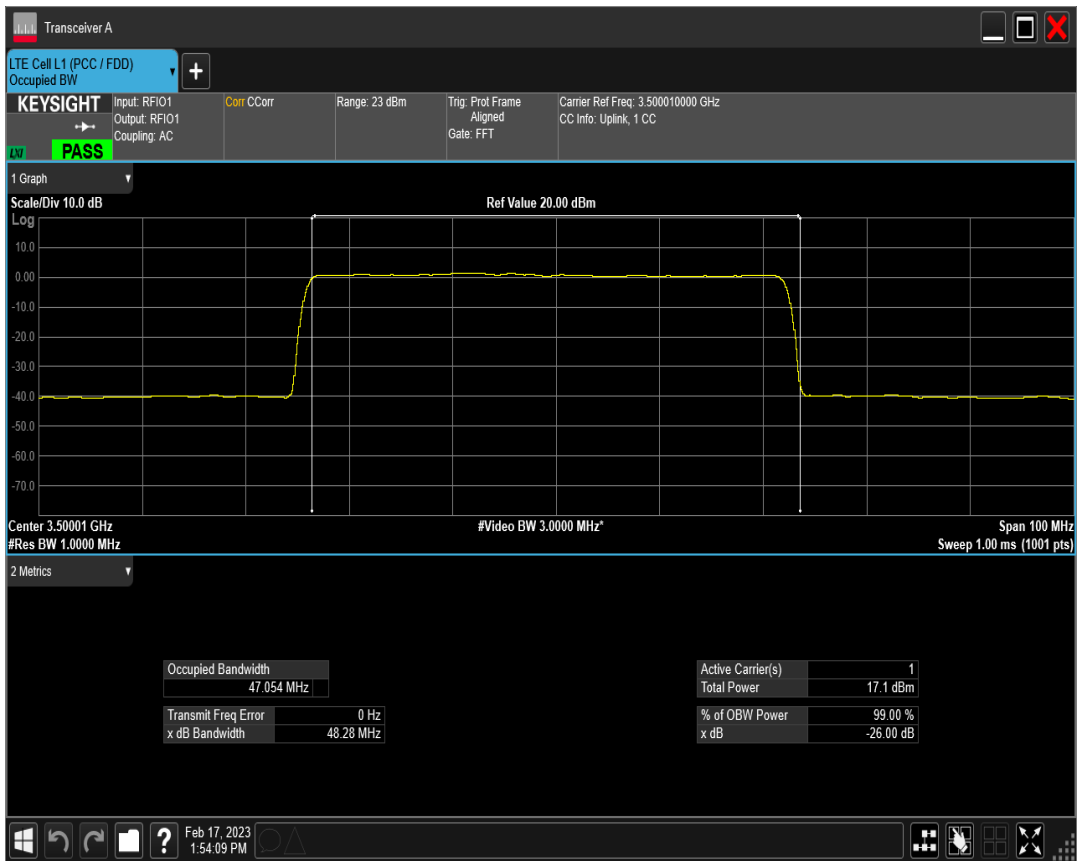 Transceiver A
LTE Cell L1 (PCC / FDD)
Occupied BW
KEYSIGHT
LXI
PASS
Input: RFIO1
Output: RFIO1
Coupling: AC
Corr CCorr
Range: 23 dBm
Trig: Prot Frame
Aligned
Gate: FFT
Carrier Ref Freq: 3.500010000 GHz
CC Info: Uplink, 1 CC
1 Graph
Scale/Div 10.0 dB
Ref Value 20.00 dBm
Log
10.0
0.00
-10.0
-20.0
-30.0
-40.0
-50.0
-60.0
-70.0
Center 3.50001 GHz
#Video BW 3.0000 MHz*
Span 100 MHz
#Res BW 1.0000 MHz
Sweep 1.00 ms (1001 pts)
2 Metrics
Occupied Bandwidth
47.054 MHz
Transmit Freq Error 0 Hz
x dB Bandwidth 48.28 MHz
Active Carrier(s) 1
Total Power 17.1 dBm
% of OBW Power 99.00 %
x dB -26.00 dB
?
Feb 17, 2023
1:54:09 PM